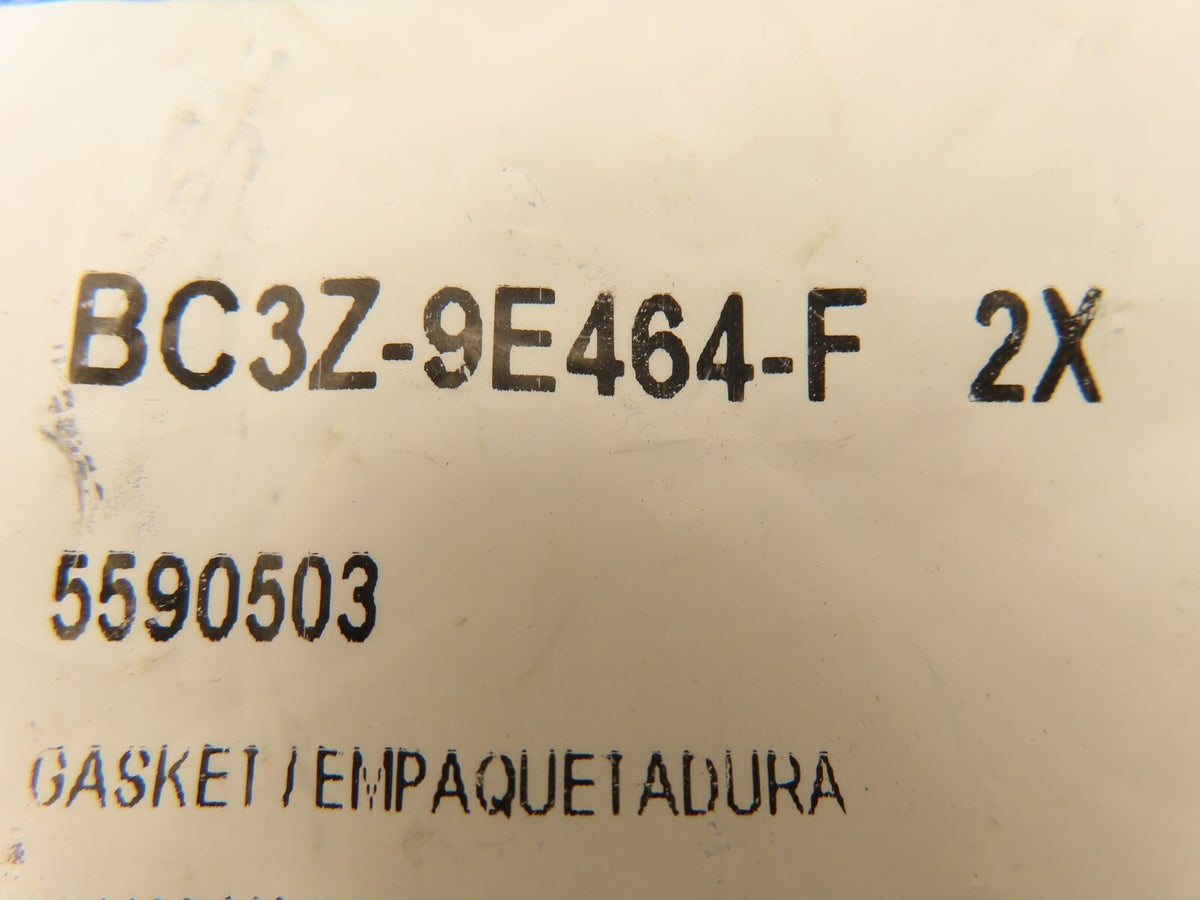 BC3Z-9E464-F 2X
5590503
GASKET/EMPAQUETADURA